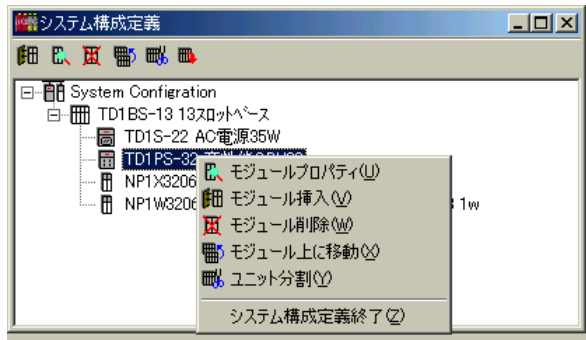 システム構成定義
System Configration
TD1BS-13 13スロットベース
TD1S-22 AC電源35W
TD1PS-32
NP1X3206
NP1W3206 1w
モジュールプロパティ(U)
モジュール挿入(V)
モジュール削除(W)
モジュール上に移動(X)
ユニット分割(Y)
システム構成定義終了(Z)